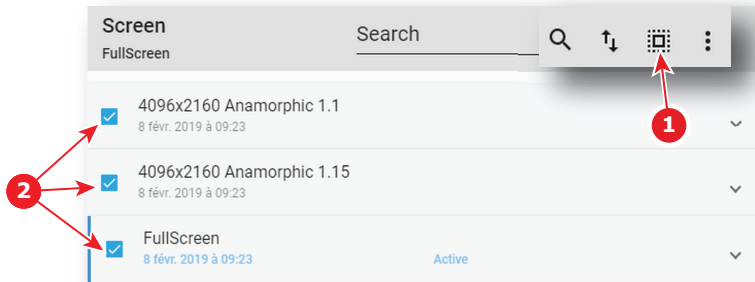 Screen
FullScreen
Search
1
4096x2160 Anamorphic 1.1
8 févr. 2019 à 09:23
2
4096x2160 Anamorphic 1.15
8 févr. 2019 à 09:23
FullScreen
8 févr. 2019 à 09:23 Active